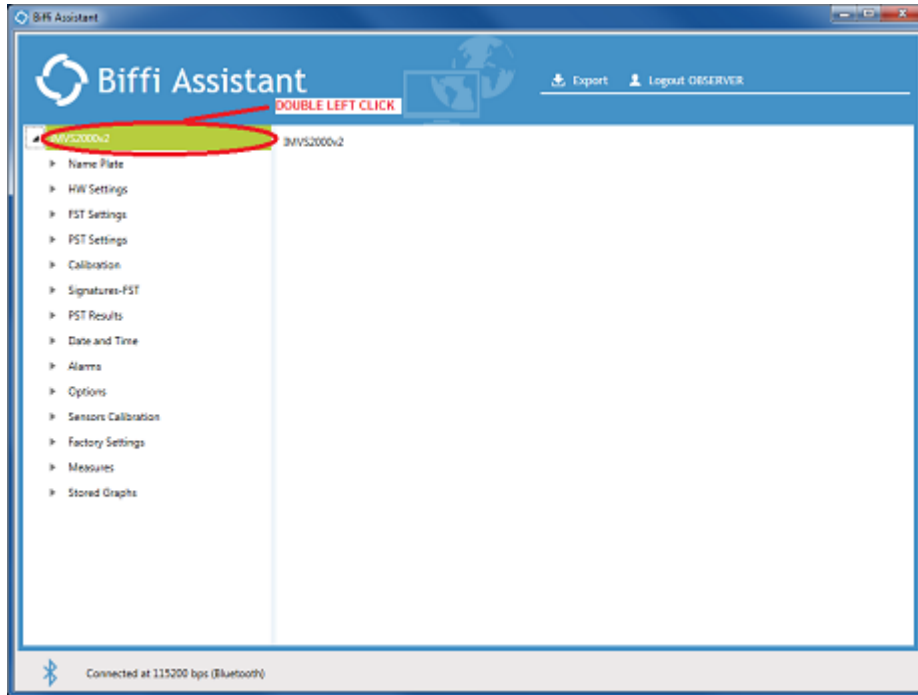 Biffi Assistant
Biffi Assistant
Export Logout OBSERVER
DOUBLE LEFT CLICK
IMVS2000v2
IMVS2000v2
Name Plate
HW Settings
FST Settings
PST Settings
Calibration
Signatures-FST
PST Results
Date and Time
Alarms
Options
Sensors Calibration
Factory Settings
Measures
Stored Graphs
Connected at 115200 bps (Bluetooth)